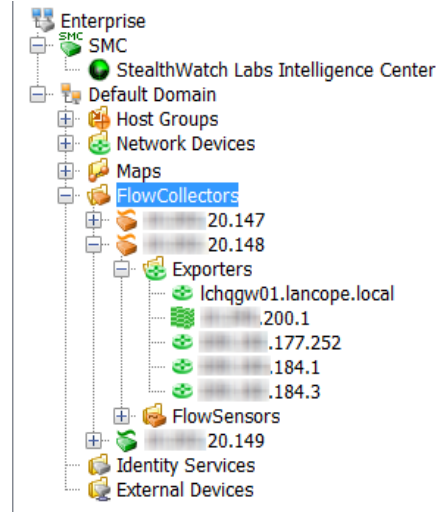 Enterprise
SMC
SMC
StealthWatch Labs Intelligence Center
Default Domain
Host Groups
Network Devices
Maps
FlowCollectors
20.147
20.148
Exporters
lchqgw01.lancope.local
.200.1
.177.252
.184.1
.184.3
FlowSensors
20.149
Identity Services
External Devices